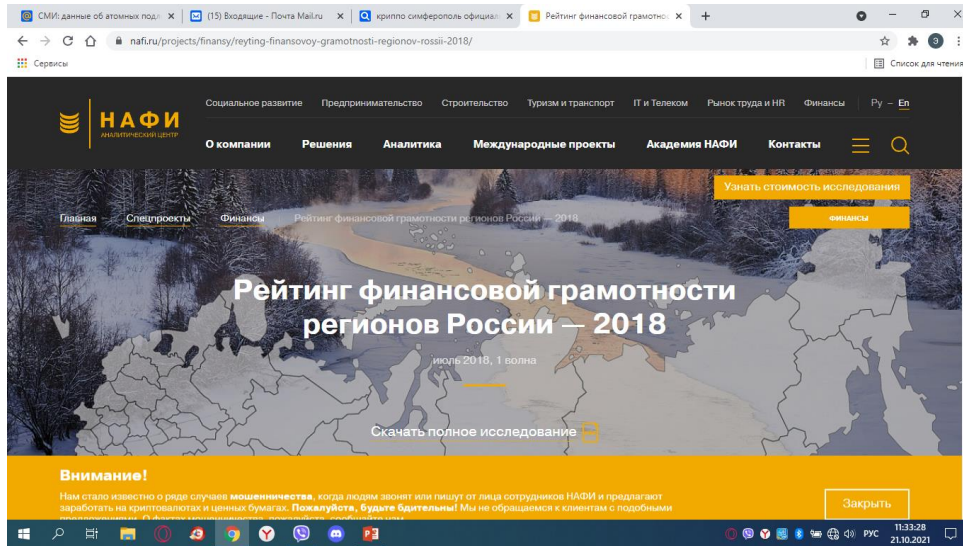 СМИ: данные об атомных подл
(15) Входящие - Почта Mail.ru
криппо симферополь официал
Рейтинг финансовой грамотнос
nafi.ru/projects/finansy/reyting-finansovoy-gramotnosti-regionov-rossii-2018/
Э
Сервисы
Список для чтения
Социальное развитие Предпринимательство Строительство Туризм и транспорт IT и Телеком Рынок труда и HR Финансы Ру – En
НАФИ
АНАЛИТИЧЕСКИЙ ЦЕНТР
О компании Решения Аналитика Международные проекты Академия НАФИ Контакты
Узнать стоимость исследования
Главная Спецпроекты Финансы Рейтинг финансовой грамотности регионов России — 2018
ФИНАНСЫ
Рейтинг финансовой грамотности
регионов России — 2018
июль 2018, 1 волна
Скачать полное исследование
Внимание!
Нам стало известно о ряде случаев мошенничества, когда людям звонят или пишут от лица сотрудников НАФИ и предлагают
заработать на криптовалютах и ценных бумагах. Пожалуйста, будьте бдительны! Мы не обращаемся к клиентам с подобными
Закрыть
РУС
11:33:28
21.10.2021